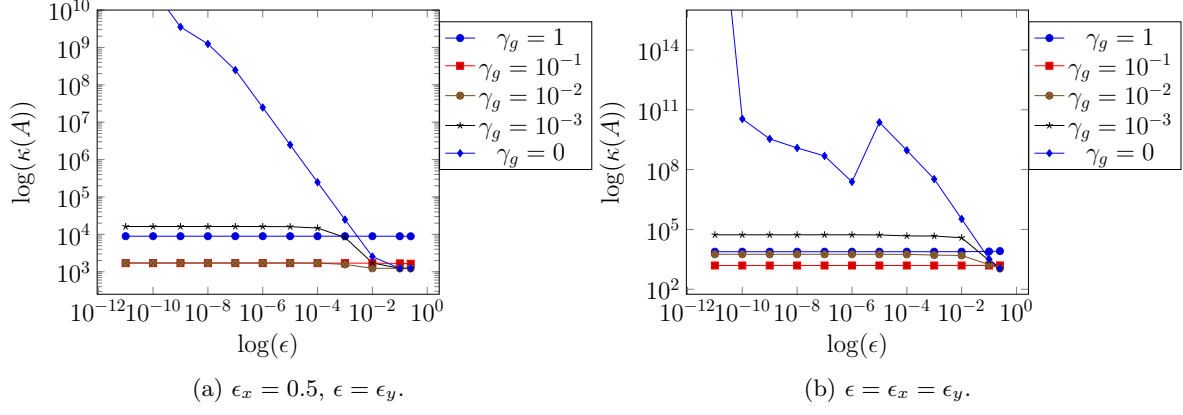 10^10
10^9
10^8
10^7
10^6
10^5
10^4
10^3
log(κ(A))
10^−12 10^−10 10^−8 10^−6 10^−4 10^−2 10^0
log(ϵ)
γ_g = 1
γ_g = 10^−1
γ_g = 10^−2
γ_g = 10^−3
γ_g = 0
(a) ϵ_x = 0.5, ϵ = ϵ_y.
10^14
10^11
10^8
10^5
10^2
log(κ(A))
10^−12 10^−10 10^−8 10^−6 10^−4 10^−2 10^0
log(ϵ)
γ_g = 1
γ_g = 10^−1
γ_g = 10^−2
γ_g = 10^−3
γ_g = 0
(b) ϵ = ϵ_x = ϵ_y.